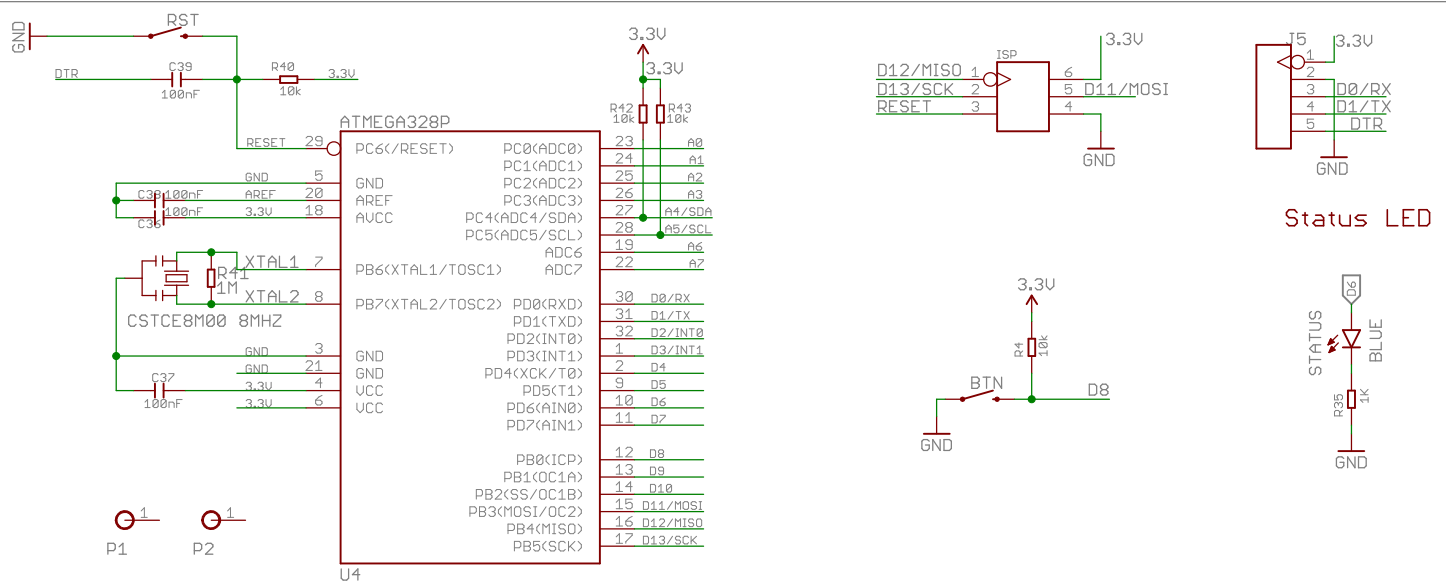 RST
GND
DTR
C39
100nF
R40
10k
3.3V
3.3V
3.3V
R42
10k
R43
10k
ATMEGA328P
RESET 29 PC6(/RESET)
GND 5 GND
C38 100nF AREF 20 AREF
C36 100nF 3.3V 18 AVCC
XTAL1 7 PB6(XTAL1/TOSC1)
R41
1M
XTAL2 8 PB7(XTAL2/TOSC2)
CSTCE8M00 8MHZ
GND 3 GND
GND 21 GND
C37
100nF
3.3V 4 VCC
3.3V 6 VCC
PC0(ADC0) 23 A0
PC1(ADC1) 24 A1
PC2(ADC2) 25 A2
PC3(ADC3) 26 A3
PC4(ADC4/SDA) 27 A4/SDA
PC5(ADC5/SCL) 28 A5/SCL
ADC6 19 A6
ADC7 22 A7
PD0(RXD) 30 D0/RX
PD1(TXD) 31 D1/TX
PD2(INT0) 32 D2/INT0
PD3(INT1) 1 D3/INT1
PD4(XCK/T0) 2 D4
PD5(T1) 9 D5
PD6(AIN0) 10 D6
PD7(AIN1) 11 D7
PB0(ICP) 12 D8
PB1(OC1A) 13 D9
PB2(SS/OC1B) 14 D10
PB3(MOSI/OC2) 15 D11/MOSI
PB4(MISO) 16 D12/MISO
PB5(SCK) 17 D13/SCK
U4
1
P1
1
P2
ISP
3.3V
D12/MISO 1 6
D13/SCK 2 5 D11/MOSI
RESET 3 4
GND
J5
3.3V
1
2
3 D0/RX
4 D1/TX
5 DTR
GND
Status LED
3.3V
R4
10k
BTN
D8
GND
D6
STATUS
BLUE
R35
1K
GND